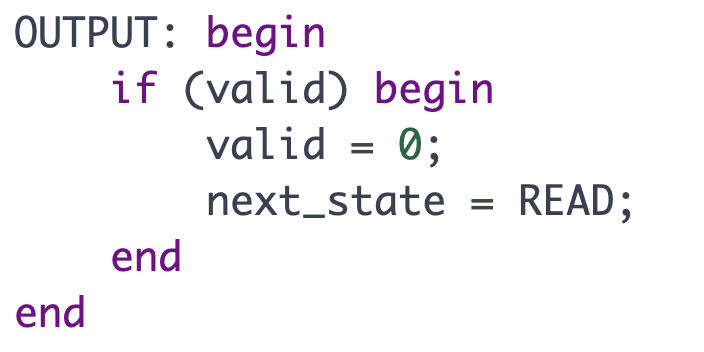 OUTPUT: begin
    if (valid) begin
        valid = 0;
        next_state = READ;
    end
end